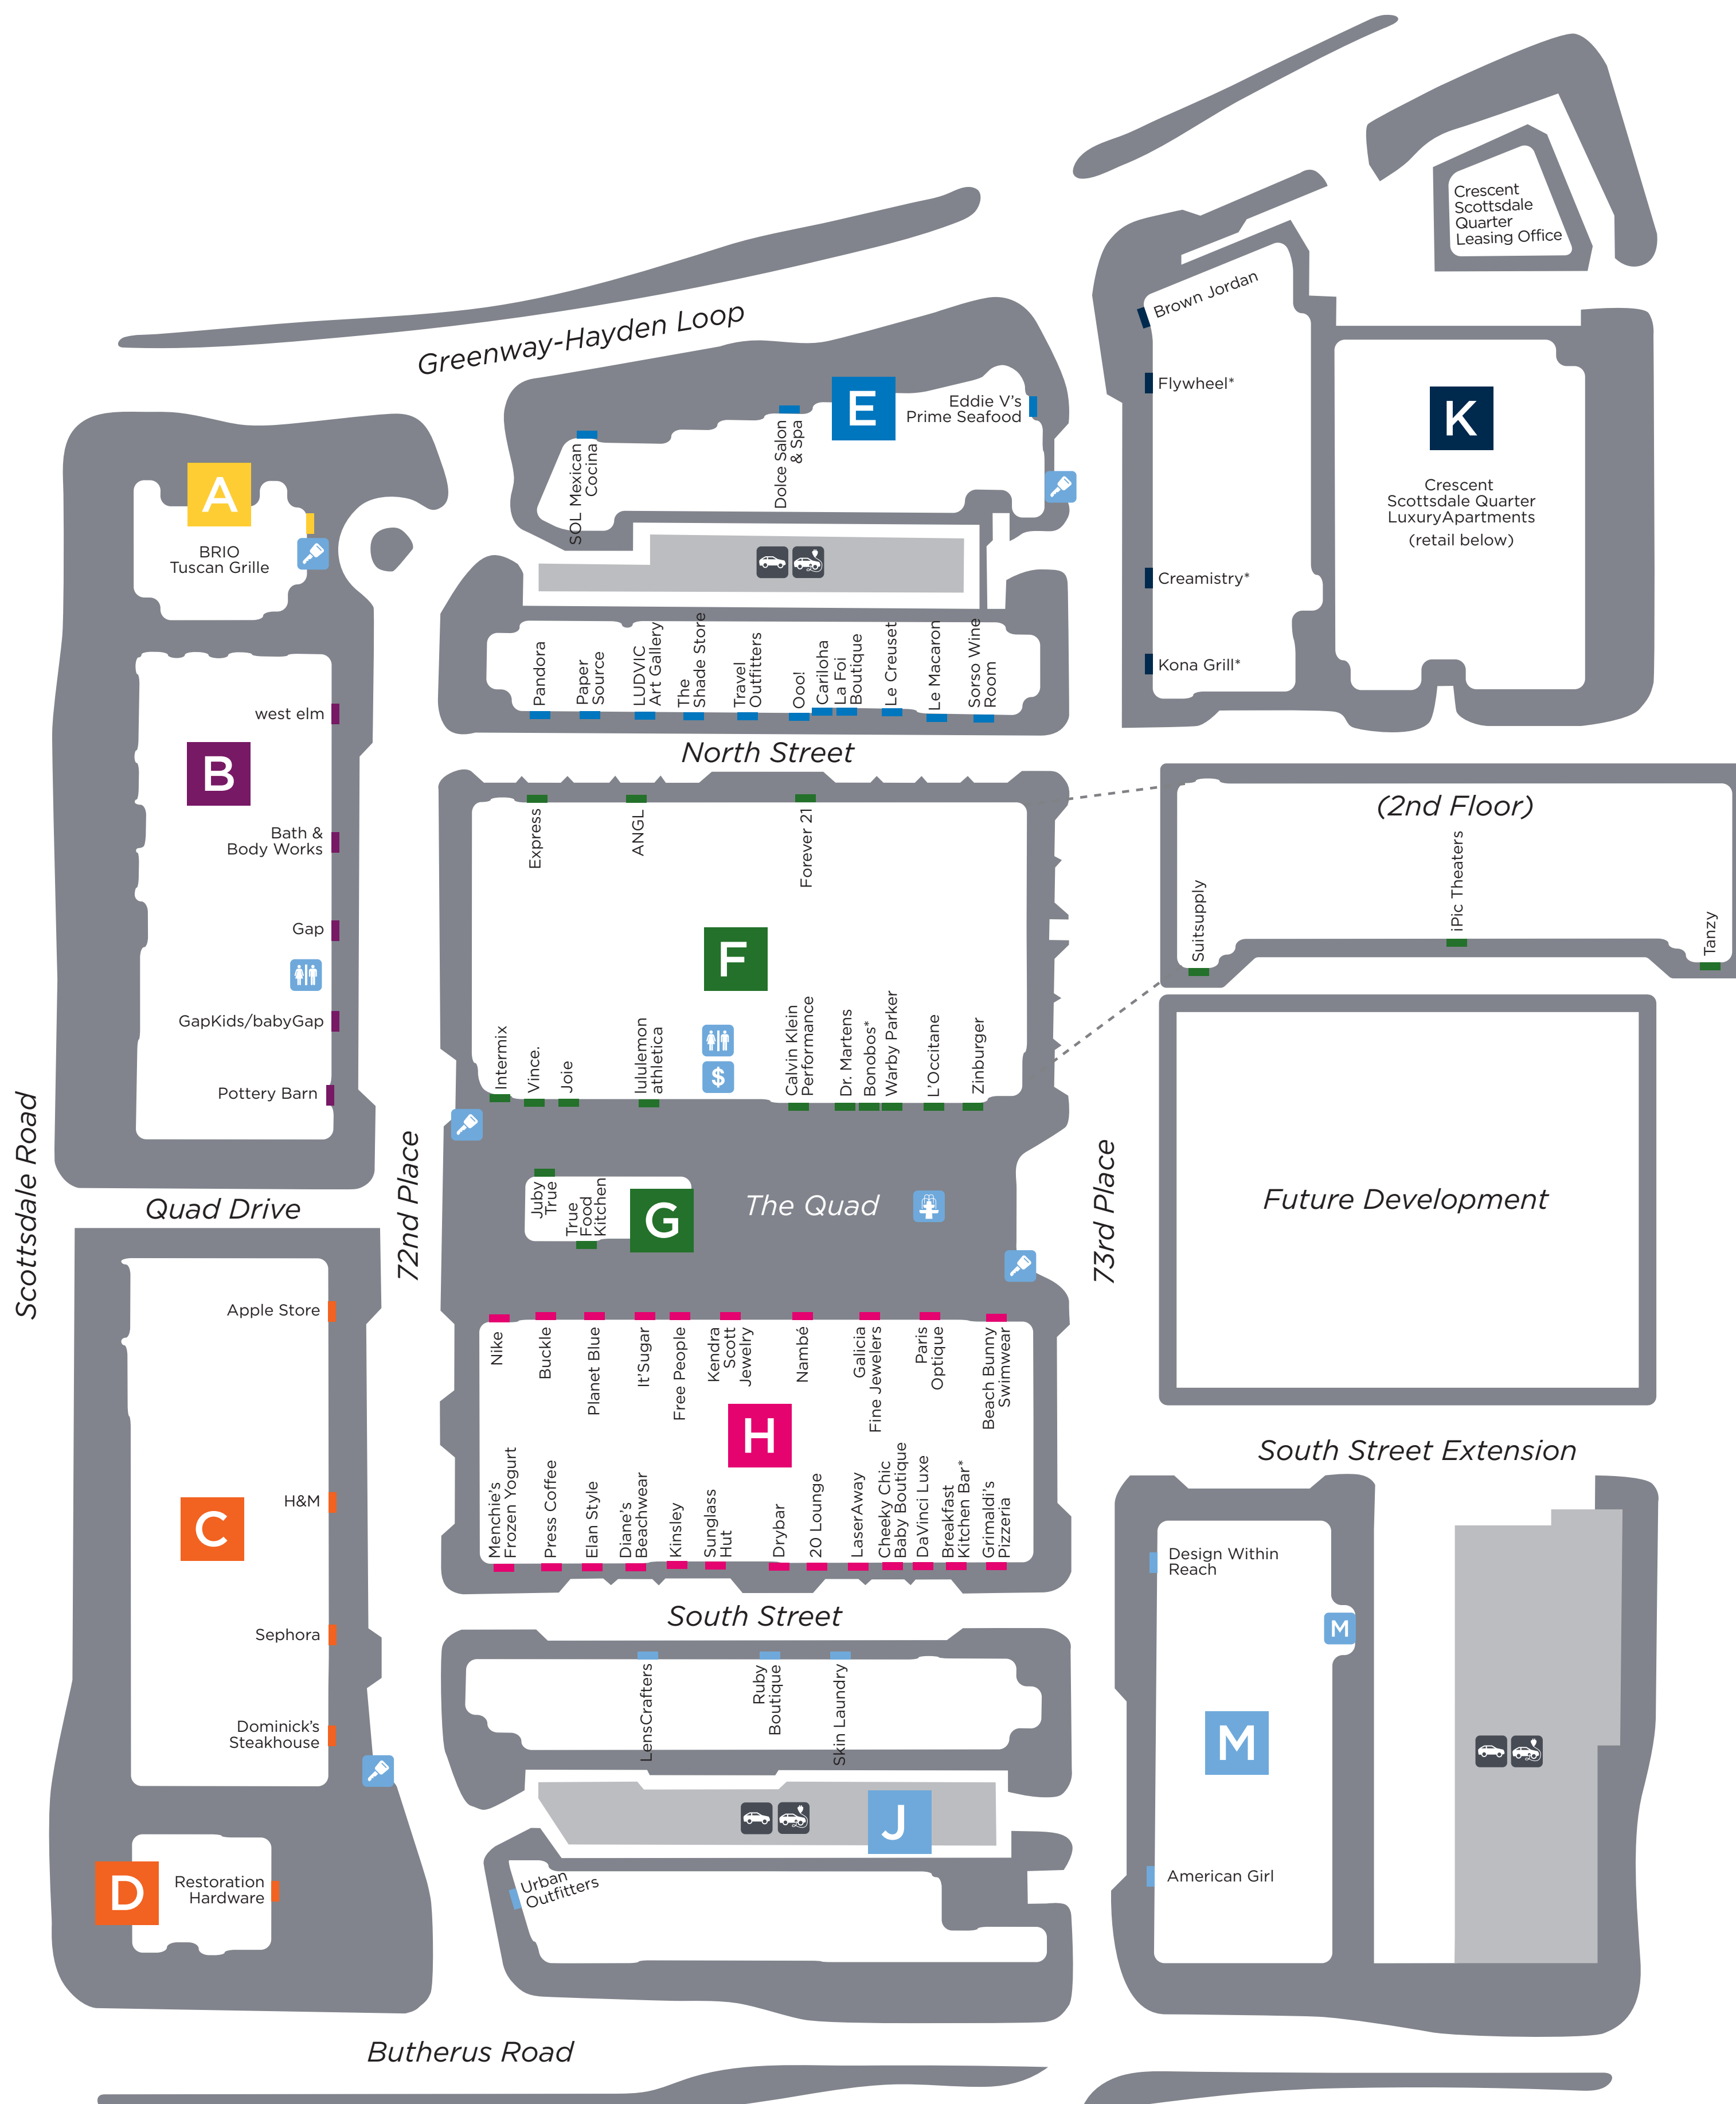 Crescent
Scottsdale
Quarter
Leasing Office
Brown Jordan
Flywheel*
K
Crescent
Scottsdale Quarter
LuxuryApartments
(retail below)
Creamistry*
Kona Grill*
Greenway-Hayden Loop
E
Eddie V's
Prime Seafood
SOL Mexican
Cocina
Dolce Salon
& Spa
A
BRIO
Tuscan Grille
Pandora
Paper
Source
LUDVIC
Art Gallery
The
Shade Store
Travel
Outfitters
Ooo!
Cariloha
La Foi
Boutique
Le Creuset
Le Macaron
Sorso Wine
Room
west elm
B
Bath &
Body Works
Gap
GapKids/babyGap
Pottery Barn
North Street
Express
ANGL
Forever 21
F
Intermix
Vince.
Joie
lululemon
athletica
$
Calvin Klein
Performance
Dr. Martens
Bonobos*
Warby Parker
L'Occitane
Zinburger
(2nd Floor)
Suitsupply
iPic Theaters
Tanzy
Scottsdale Road
Quad Drive
72nd Place
Juby
True
True
Food
Kitchen
G
The Quad
73rd Place
Future Development
Apple Store
H&M
C
Sephora
Dominick's
Steakhouse
Nike
Buckle
Planet Blue
It'Sugar
Free People
Kendra
Scott
Jewelry
Nambé
Galicia
Fine Jewelers
Paris
Optique
Beach Bunny
Swimwear
H
Menchie's
Frozen Yogurt
Press Coffee
Elan Style
Diane's
Beachwear
Kinsley
Sunglass
Hut
Drybar
20 Lounge
LaserAway
Cheeky Chic
Baby Boutique
DaVinci Luxe
Breakfast
Kitchen Bar*
Grimaldi's
Pizzeria
South Street Extension
South Street
LensCrafters
Ruby
Boutique
Skin Laundry
Design Within
Reach
M
M
American Girl
J
Urban
Outfitters
D
Restoration
Hardware
Butherus Road